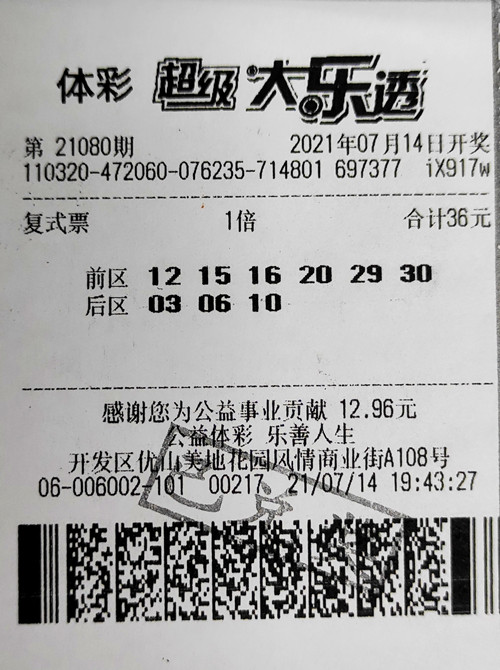 体彩 超级大乐透
第 21080期 2021年07月14日开奖
110320-472060-076235-714801 697377 iX917w
复式票 1倍 合计36元
前区 12 15 16 20 29 30
后区 03 06 10
感谢您为公益事业贡献 12.96元
公益体彩 乐善人生
开发区优山美地花园风情商业街A108号
06-006002-101 00217 21/07/14 19:43:27
已兑